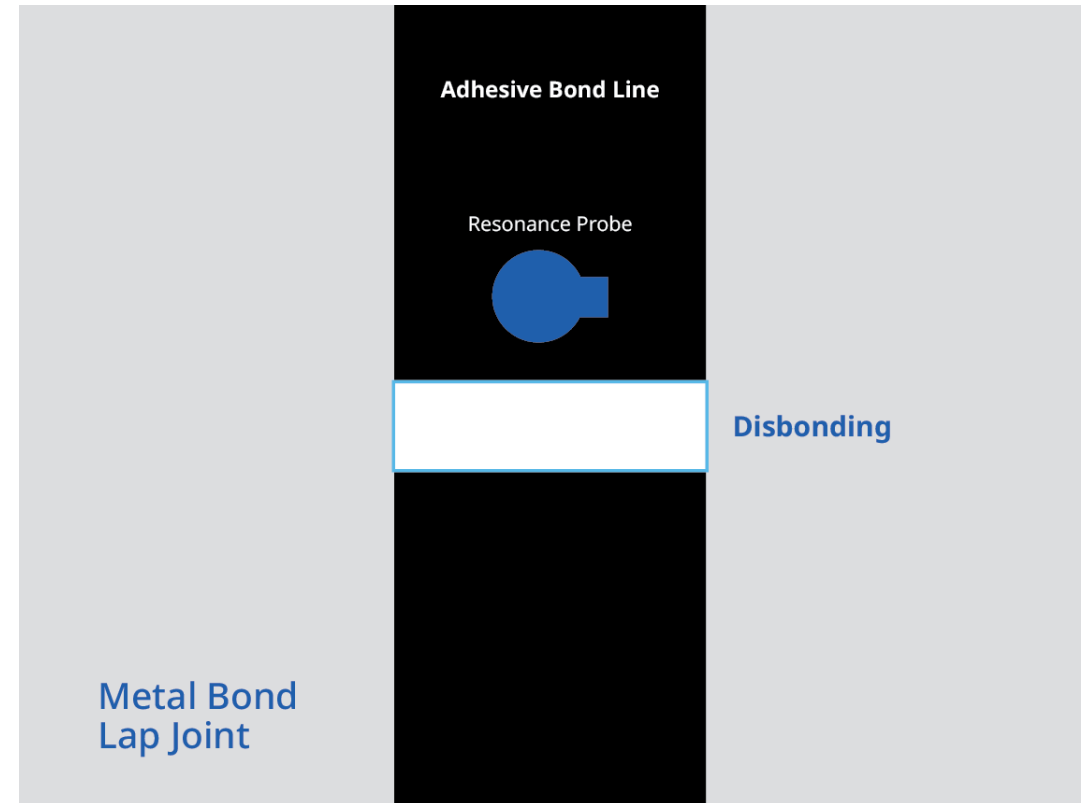 Adhesive Bond Line
Resonance Probe
Disbonding
Metal Bond
Lap Joint